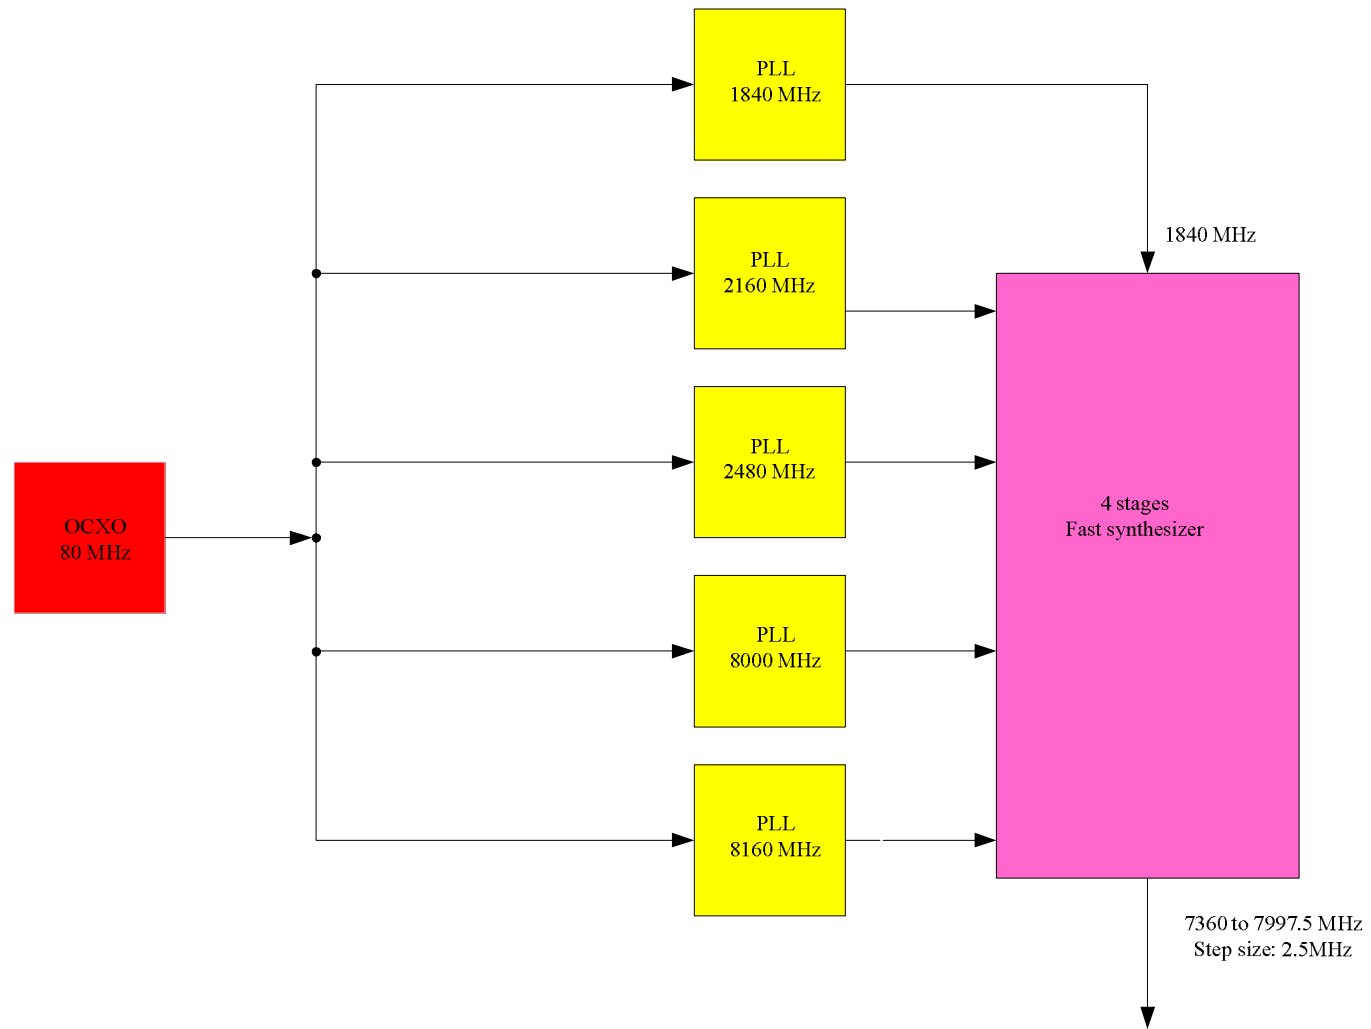 PLL
1840 MHz
1840 MHz
PLL
2160 MHz
PLL
2480 MHz
OCXO
80 MHz
4 stages
Fast synthesizer
PLL
8000 MHz
PLL
8160 MHz
7360 to 7997.5 MHz
Step size: 2.5MHz